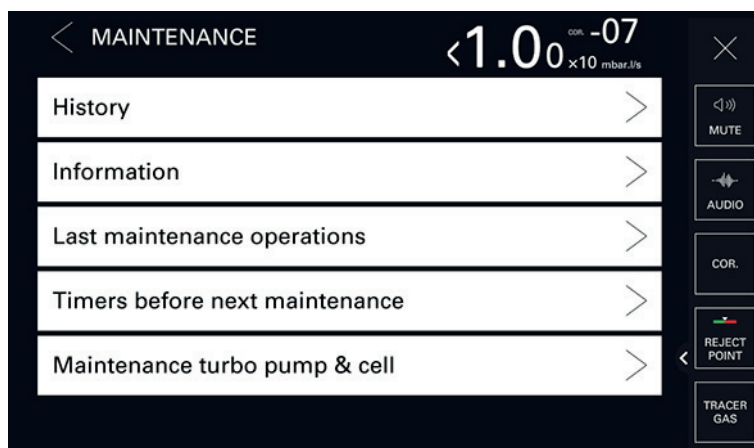 MAINTENANCE
<1.00 COR. -07
×10 mbar.l/s
History
Information
Last maintenance operations
Timers before next maintenance
Maintenance turbo pump & cell
MUTE
AUDIO
COR.
REJECT
POINT
TRACER
GAS